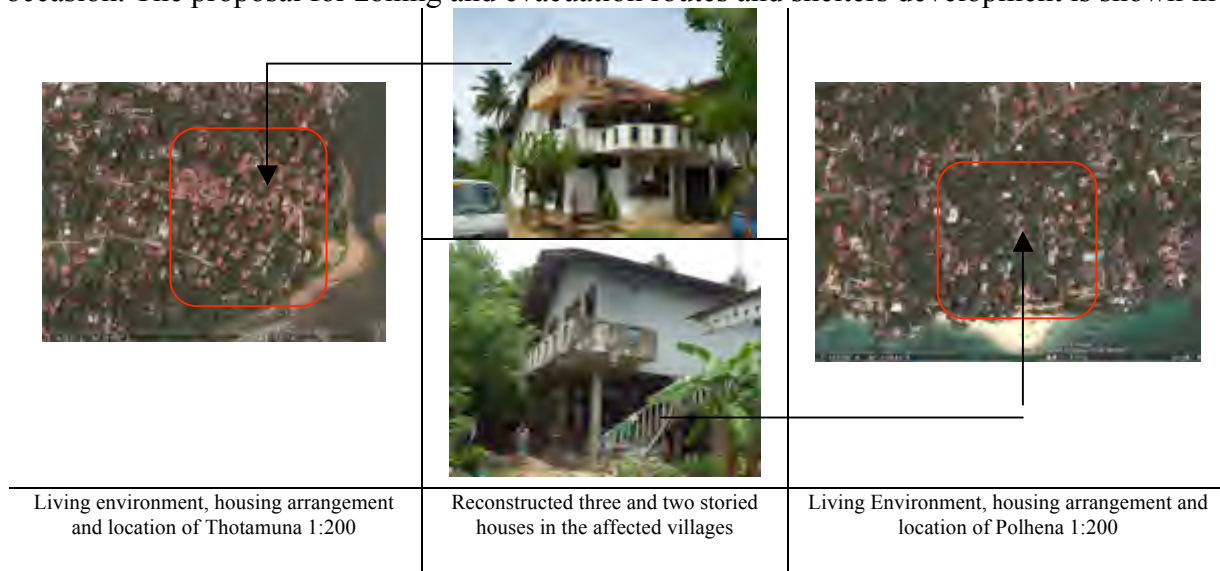 occasion. The proposal for zoning and evacuation routes and shelters development is shown in
Living environment, housing arrangement
and location of Thotamuna 1:200
Reconstructed three and two storied
houses in the affected villages
Living Environment, housing arrangement and
location of Polhena 1:200